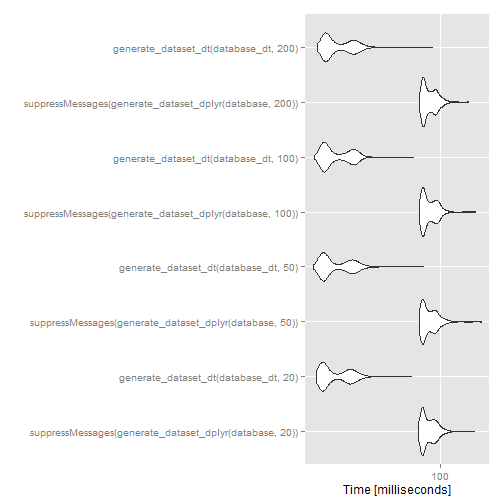 generate_dataset_dt(database_dt, 200)
suppressMessages(generate_dataset_dplyr(database, 200))
generate_dataset_dt(database_dt, 100)
suppressMessages(generate_dataset_dplyr(database, 100))
generate_dataset_dt(database_dt, 50)
suppressMessages(generate_dataset_dplyr(database, 50))
generate_dataset_dt(database_dt, 20)
suppressMessages(generate_dataset_dplyr(database, 20))
100
Time [milliseconds]